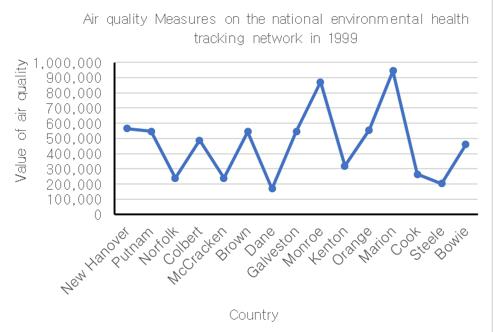 Air quality Measures on the national environmental health
tracking network in 1999
Value of air quality
1,000,000
900,000
800,000
700,000
600,000
500,000
400,000
300,000
200,000
100,000
0
New Hanover
Putnam
Norfolk
Colbert
McCracken
Brown
Dane
Galveston
Monroe
Kenton
Orange
Marion
Cook
Steele
Bowie
Country